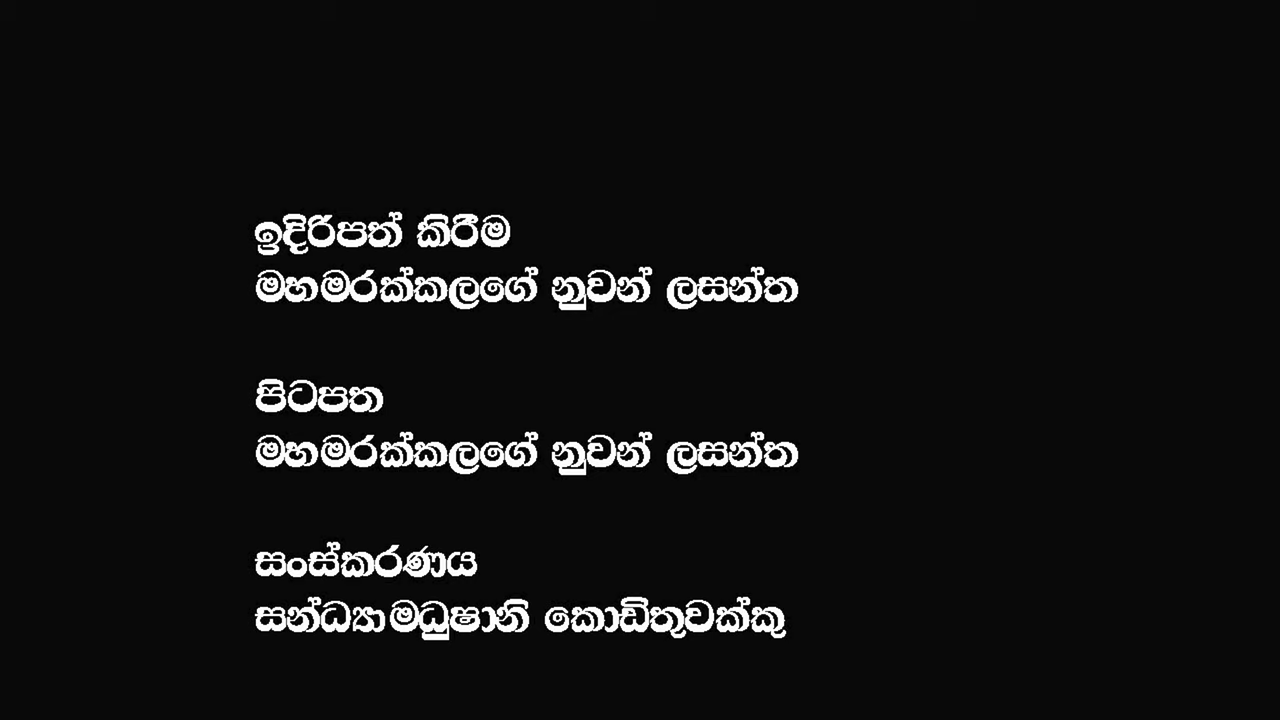 ඉදිරිපත් කිරීම
මහමරක්කලගේ නුවන් ලසන්ත
පිටපත
මහමරක්කලගේ නුවන් ලසන්ත
සංස්කරණය
සන්ධ්‍යාමධුෂානි කොඩිතුවක්කු